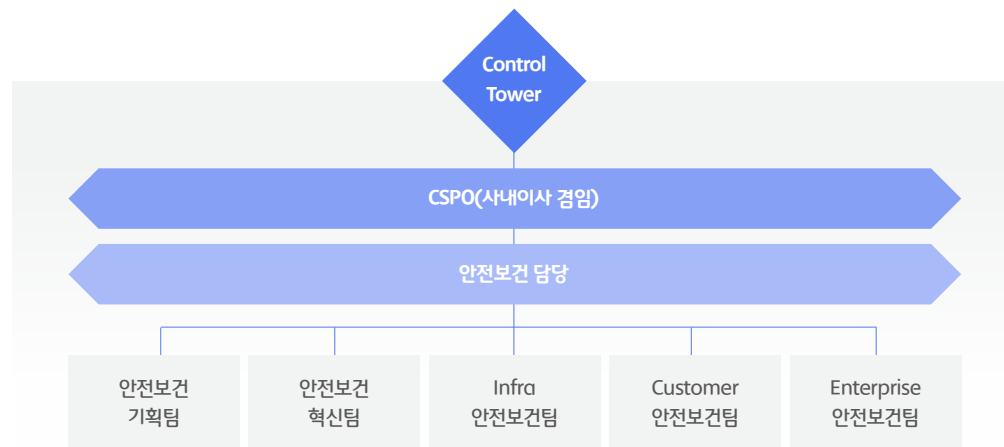 Control
Tower
CSPO(사내이사 겸임)
안전보건 담당
안전보건
기획팀
안전보건
혁신팀
Infra
안전보건팀
Customer
안전보건팀
Enterprise
안전보건팀